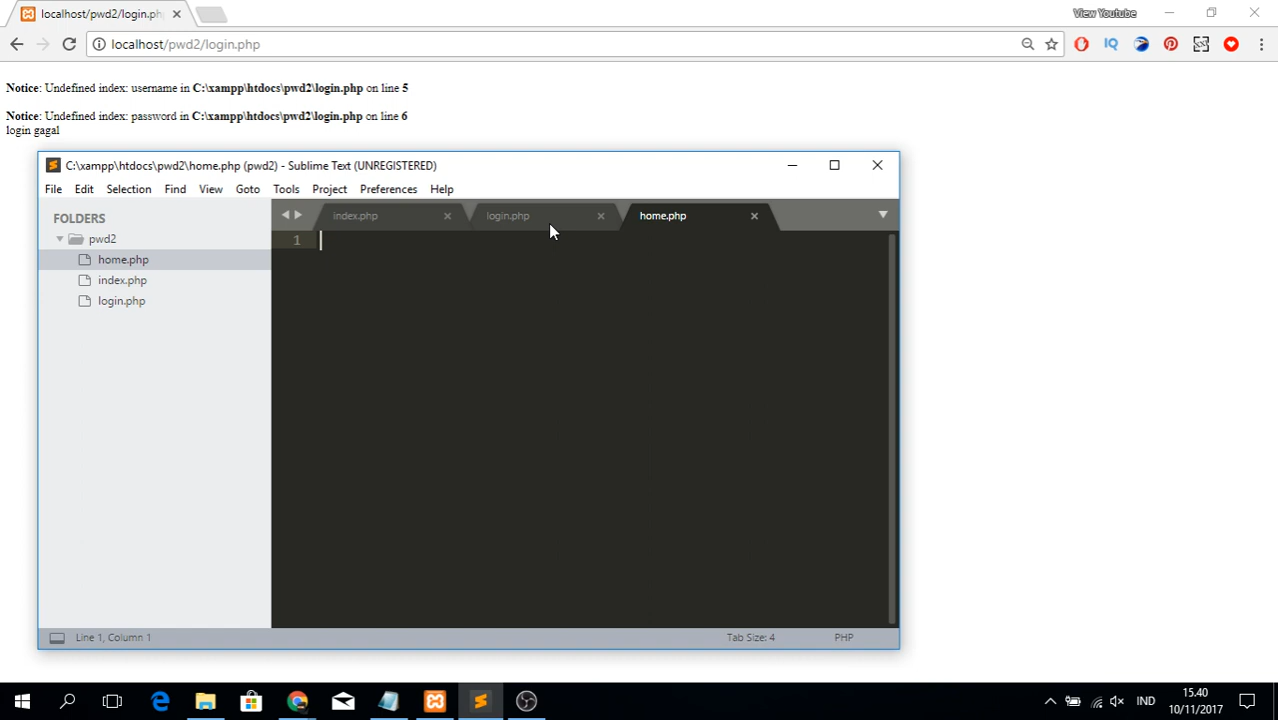 localhost/pwd2/login.ph
View Youtube
localhost/pwd2/login.php
IQ
Notice: Undefined index: username in C:\xampp\htdocs\pwd2\login.php on line 5
Notice: Undefined index: password in C:\xampp\htdocs\pwd2\login.php on line 6
login gagal
C:\xampp\htdocs\pwd2\home.php (pwd2) - Sublime Text (UNREGISTERED)
File Edit Selection Find View Goto Tools Project Preferences Help
FOLDERS
pwd2
home.php
index.php
login.php
index.php login.php home.php
1
Line 1, Column 1 Tab Size: 4 PHP
IND
15.40
10/11/2017